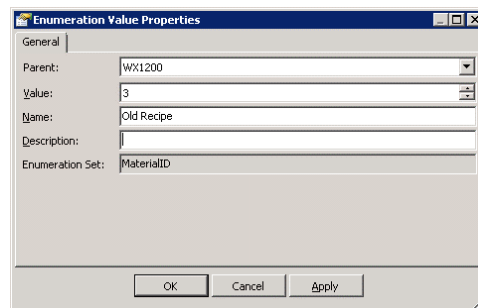 Enumeration Value Properties
General
Parent: WX1200
Value: 3
Name: Old Recipe
Description:
Enumeration Set: MaterialID
OK Cancel Apply